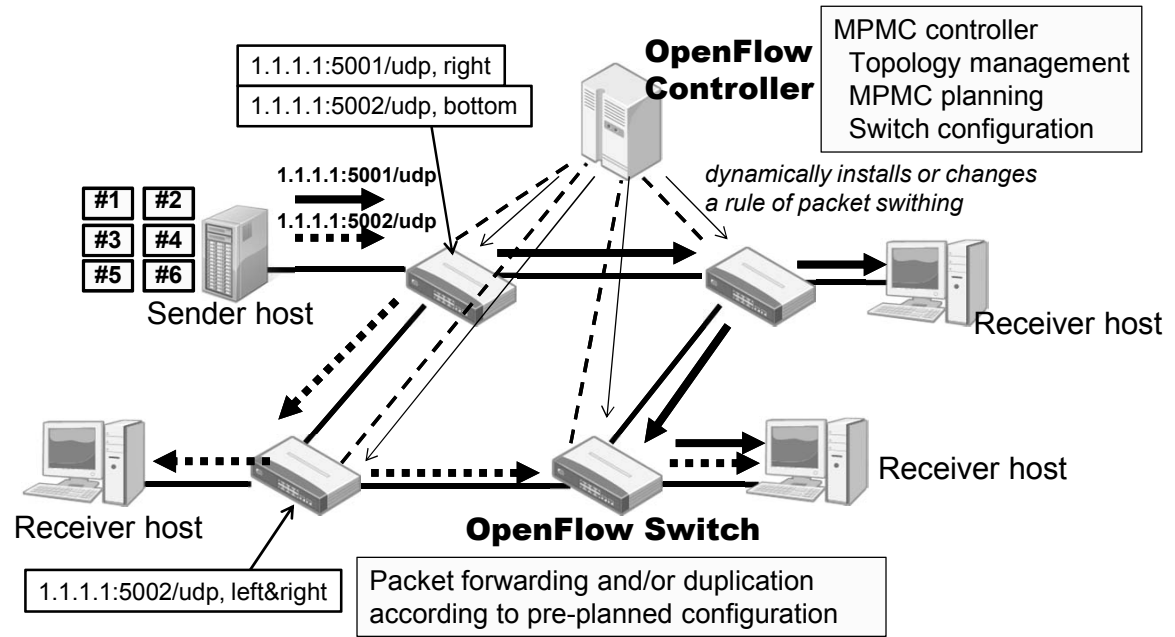 OpenFlow
Controller
MPMC controller
Topology management
MPMC planning
Switch configuration
1.1.1.1:5001/udp, right
1.1.1.1:5002/udp, bottom
1.1.1.1:5001/udp
1.1.1.1:5002/udp
dynamically installs or changes
a rule of packet swithing
#1 #2
#3 #4
#5 #6
Sender host
Receiver host
Receiver host
Receiver host
OpenFlow Switch
1.1.1.1:5002/udp, left&right
Packet forwarding and/or duplication
according to pre-planned configuration